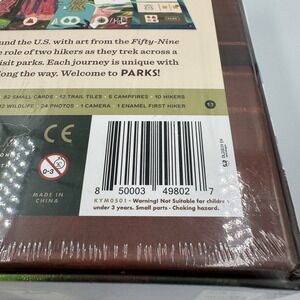 und the U.S. with art from the Fifty-Nine
e role of two hikers as they trek across a
isit parks. Each journey is unique with
long the way. Welcome to PARKS!
82 SMALL CARDS | 12 TRAIL TILES | 5 CAMPFIRES | 10 HIKERS
12 WILDLIFE | 24 PHOTOS | 1 CAMERA | 1 ENAMEL FIRST HIKER
CE
0-3
MADE IN
CHINA
8 50003 49802 7
KYM0501 • Warning! Not Suitable for children
under 3 years. Small parts - Choking hazard.